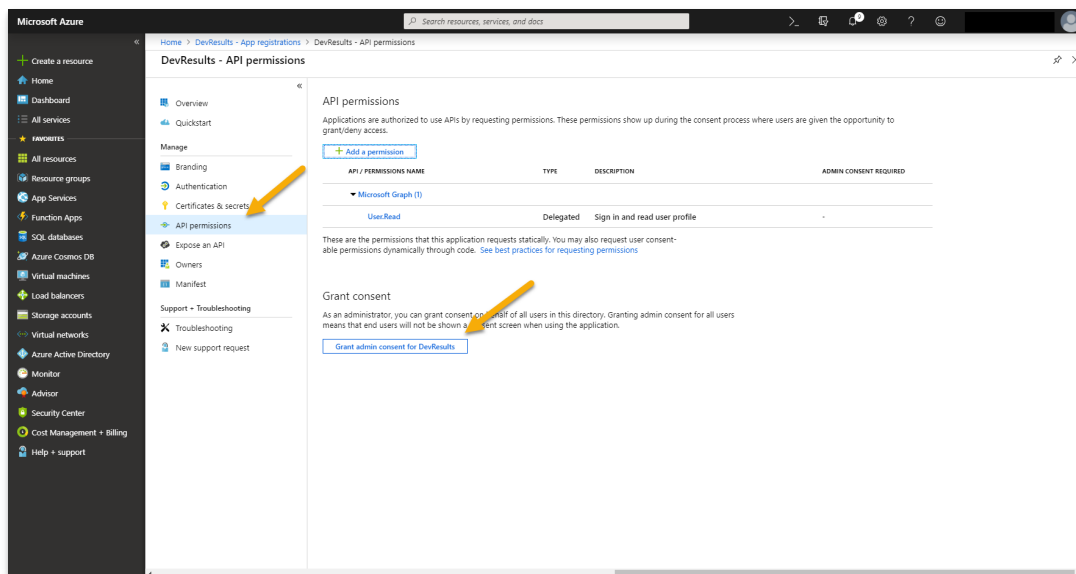 Microsoft Azure
Search resources, services, and docs
Home > DevResults - App registrations > DevResults - API permissions
DevResults - API permissions
Create a resource
Home
Dashboard
All services
FAVORITES
All resources
Resource groups
App Services
Function Apps
SQL databases
Azure Cosmos DB
Virtual machines
Load balancers
Storage accounts
Virtual networks
Azure Active Directory
Monitor
Advisor
Security Center
Cost Management + Billing
Help + support
Overview
Quickstart
Manage
Branding
Authentication
Certificates & secrets
API permissions
Expose an API
Owners
Manifest
Support + Troubleshooting
Troubleshooting
New support request
API permissions
Applications are authorized to use APIs by requesting permissions. These permissions show up during the consent process where users are given the opportunity to
grant/deny access.
+ Add a permission
API / PERMISSIONS NAME TYPE DESCRIPTION ADMIN CONSENT REQUIRED
Microsoft Graph (1)
User.Read Delegated Sign in and read user profile -
These are the permissions that this application requests statically. You may also request user consent-
able permissions dynamically through code. See best practices for requesting permissions
Grant consent
As an administrator, you can grant consent on behalf of all users in this directory. Granting admin consent for all users
means that end users will not be shown a consent screen when using the application.
Grant admin consent for DevResults